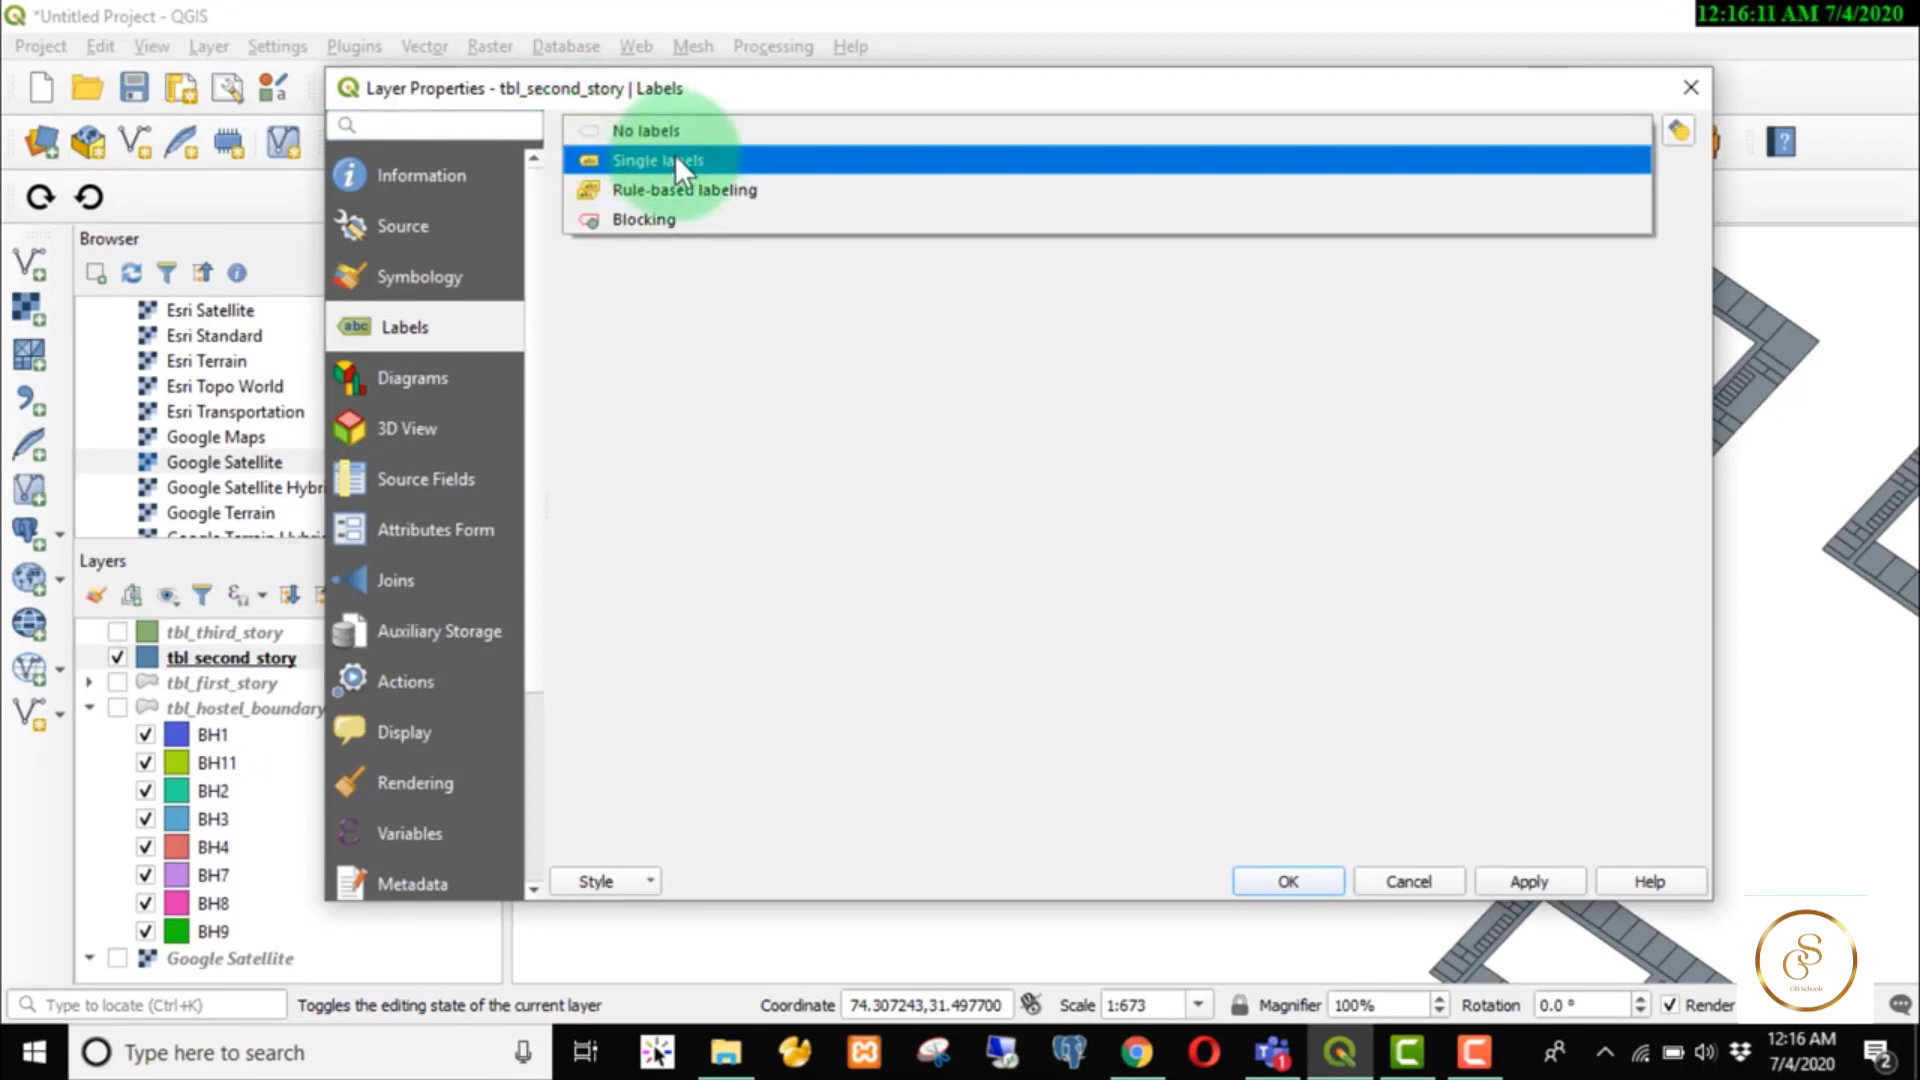 *Untitled Project - QGIS
12:16:11 AM 7/4/2020
Project Edit View Layer Settings Plugins Vector Raster Database Web Mesh Processing Help
Layer Properties - tbl_second_story | Labels
No labels
Single labels
Rule-based labeling
Blocking
Information
Source
Symbology
abc Labels
Diagrams
3D View
Source Fields
Attributes Form
Joins
Auxiliary Storage
Actions
Display
Rendering
Variables
Metadata
Style
OK
Cancel
Apply
Help
Browser
Esri Satellite
Esri Standard
Esri Terrain
Esri Topo World
Esri Transportation
Google Maps
Google Satellite
Google Satellite Hybri
Google Terrain
Layers
tbl_third_story
tbl_second_story
tbl_first_story
tbl_hostel_boundary
BH1
BH11
BH2
BH3
BH4
BH7
BH8
BH9
Google Satellite
GIS Schools
Type to locate (Ctrl+K)
Toggles the editing state of the current layer
Coordinate 74.307243,31.497700
Scale 1:673
Magnifier 100%
Rotation 0.0 °
Render
Type here to search
12:16 AM
7/4/2020
2